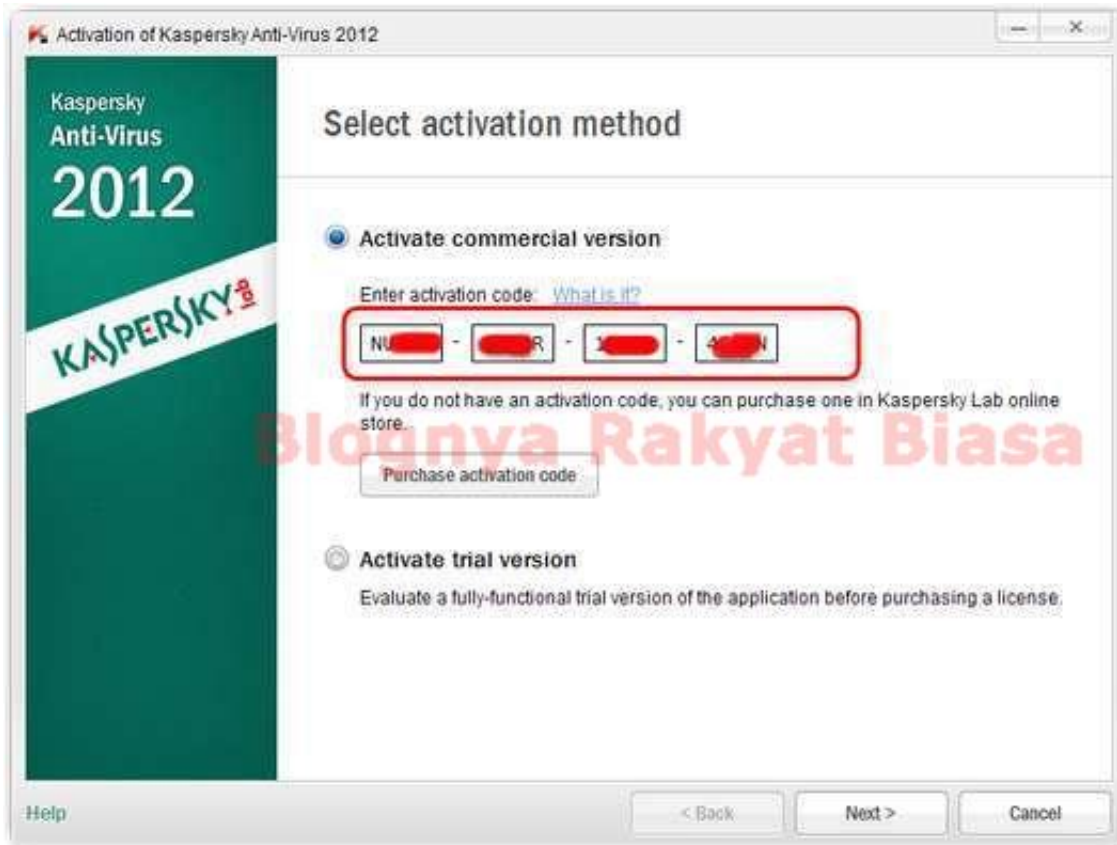 Activation of Kaspersky Anti-Virus 2012
Kaspersky
Anti-Virus
2012
KASPERSKY lab
Select activation method
Activate commercial version
Enter activation code: What is it?
NU - R - 1 - 4 N
If you do not have an activation code, you can purchase one in Kaspersky Lab online
store.
Blognya Rakyat Biasa
Purchase activation code
Activate trial version
Evaluate a fully-functional trial version of the application before purchasing a license.
Help
< Back
Next >
Cancel